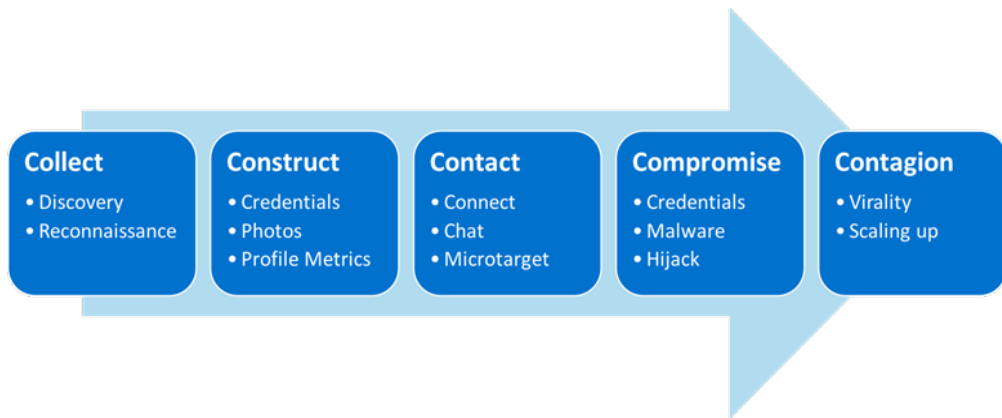 Collect
• Discovery
• Reconnaissance
Construct
• Credentials
• Photos
• Profile Metrics
Contact
• Connect
• Chat
• Microtarget
Compromise
• Credentials
• Malware
• Hijack
Contagion
• Virality
• Scaling up